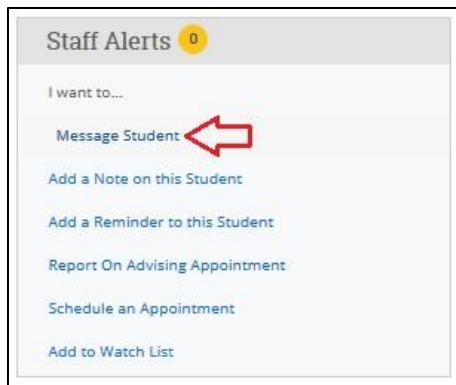 Staff Alerts 0
I want to...
Message Student
Add a Note on this Student
Add a Reminder to this Student
Report On Advising Appointment
Schedule an Appointment
Add to Watch List